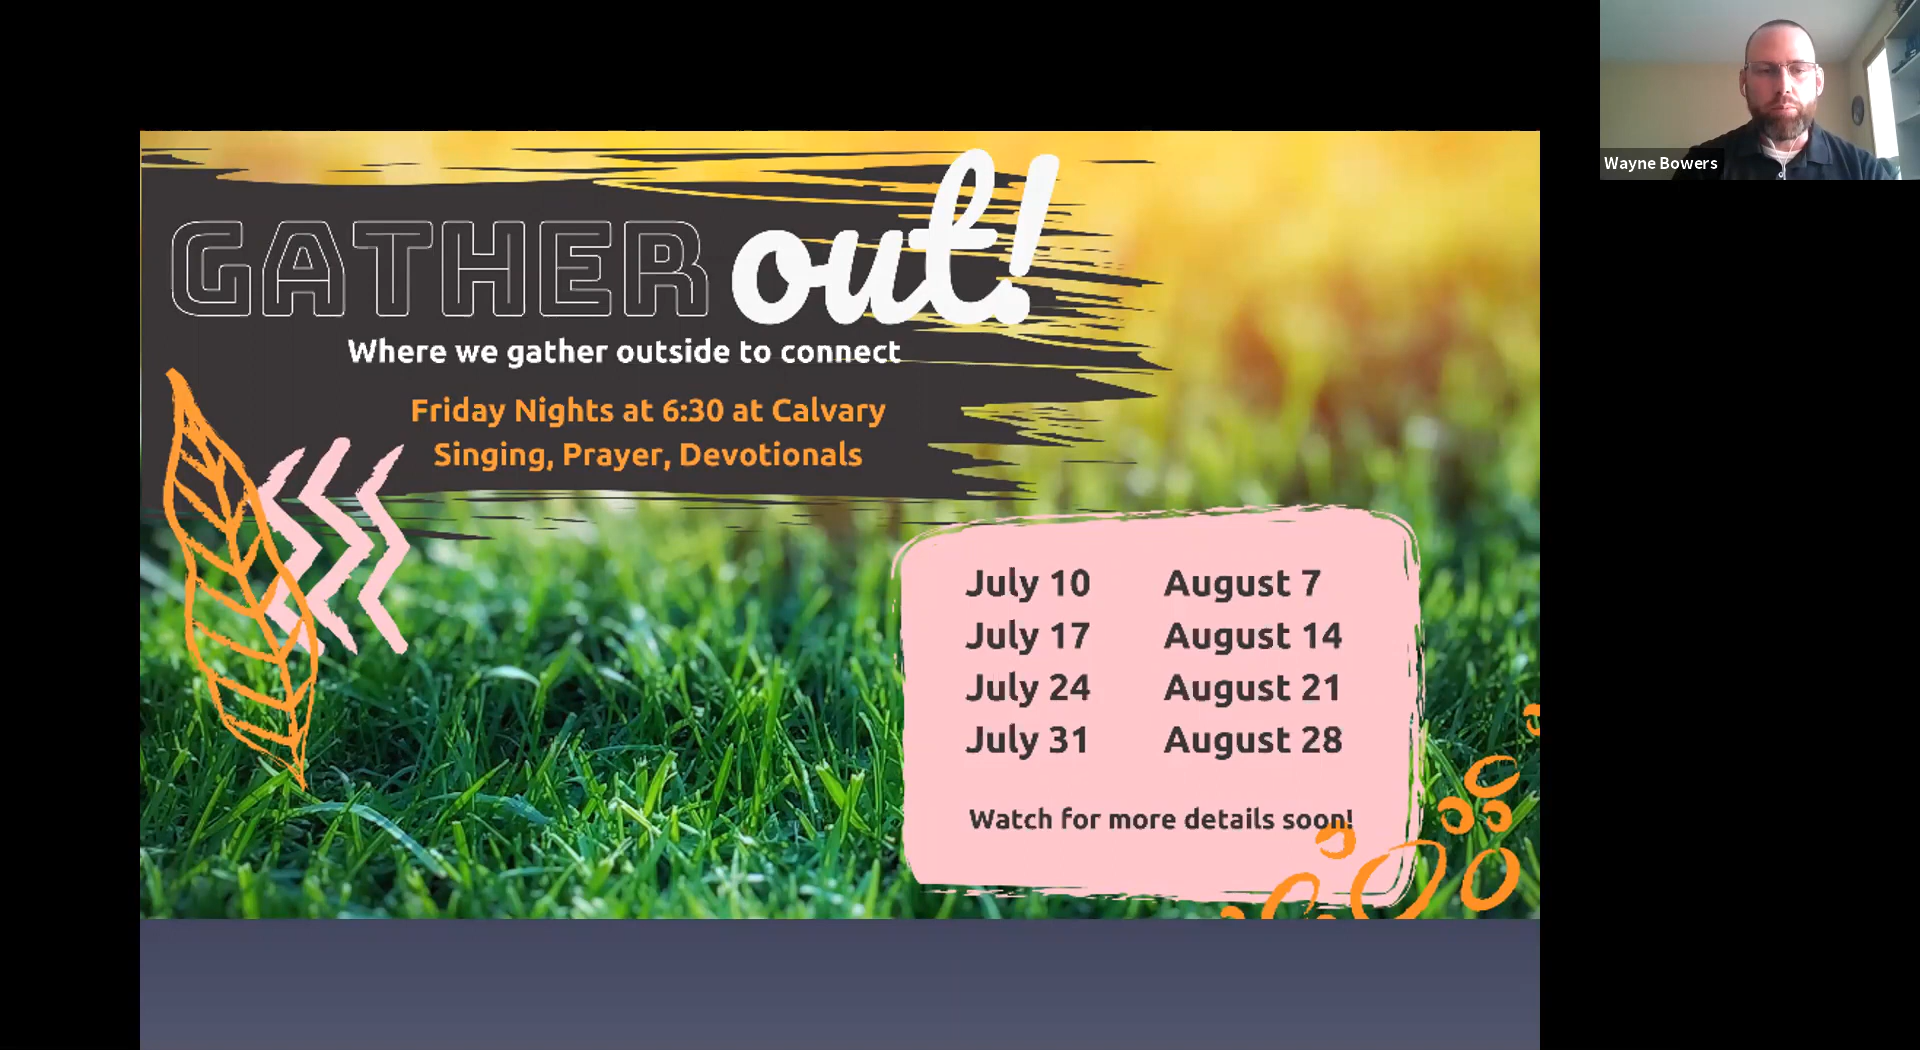 GATHER out!
Where we gather outside to connect
Friday Nights at 6:30 at Calvary
Singing, Prayer, Devotionals
July 10 August 7
July 17 August 14
July 24 August 21
July 31 August 28
Watch for more details soon!
Wayne Bowers